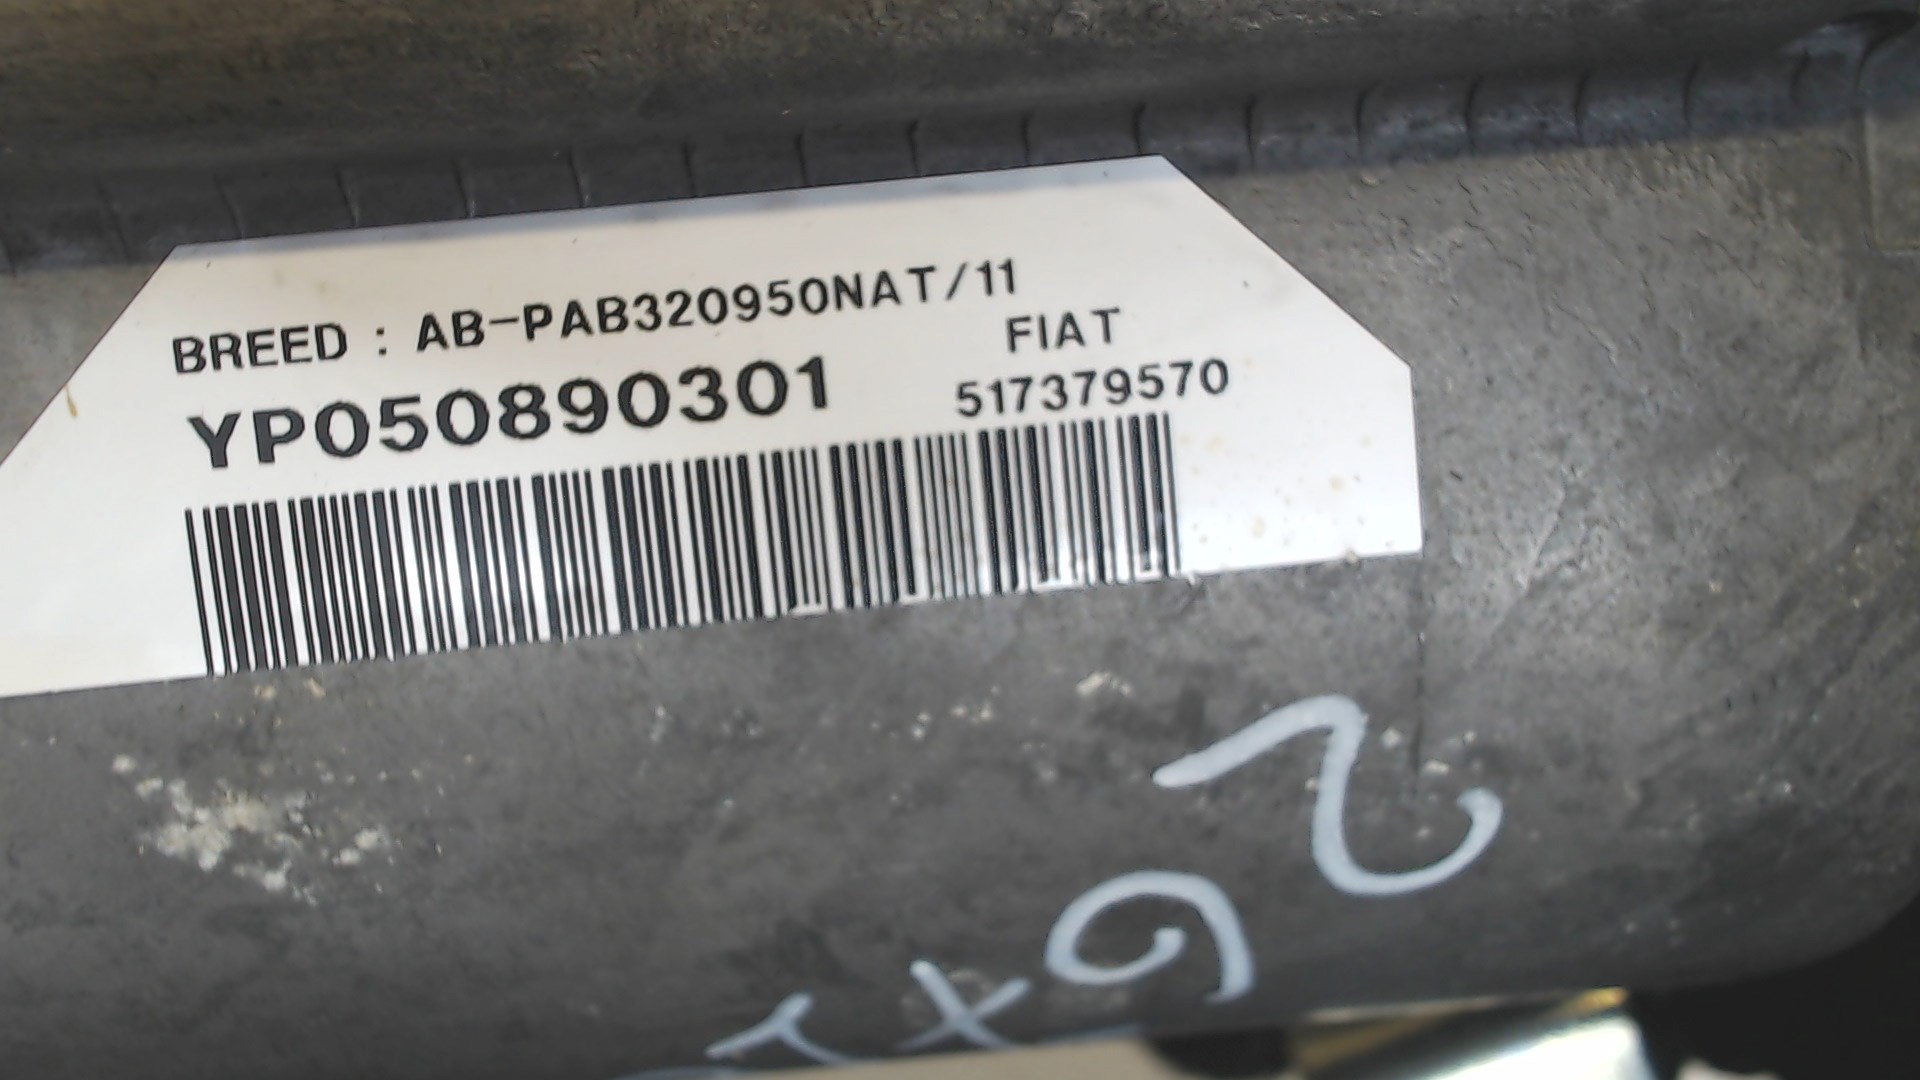 BREED : AB-PAB320950NAT/11
FIAT
YP050890301
517379570